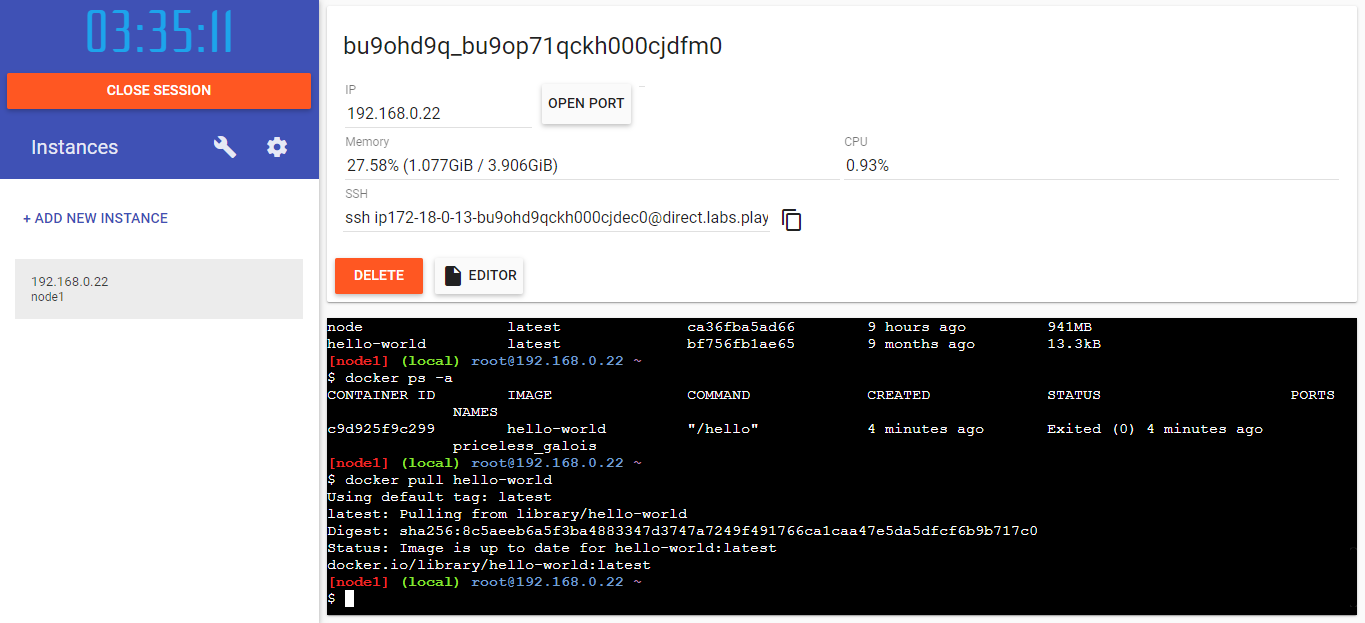 03:35:11
CLOSE SESSION
Instances
+ ADD NEW INSTANCE
192.168.0.22
node1
bu9ohd9q_bu9op71qckh000cjdfm0
IP
192.168.0.22
OPEN PORT
Memory
27.58% (1.077GiB / 3.906GiB)
CPU
0.93%
SSH
ssh ip172-18-0-13-bu9ohd9qckh000cjdec0@direct.labs.play
DELETE
EDITOR
node latest ca36fba5ad66 9 hours ago 941MB
hello-world latest bf756fb1ae65 9 months ago 13.3kB
[node1] (local) root@192.168.0.22 ~
$ docker ps -a
CONTAINER ID IMAGE COMMAND CREATED STATUS PORTS
NAMES
c9d925f9c299 hello-world "/hello" 4 minutes ago Exited (0) 4 minutes ago
priceless_galois
[node1] (local) root@192.168.0.22 ~
$ docker pull hello-world
Using default tag: latest
latest: Pulling from library/hello-world
Digest: sha256:8c5aeeb6a5f3ba4883347d3747a7249f491766ca1caa47e5da5dfcf6b9b717c0
Status: Image is up to date for hello-world:latest
docker.io/library/hello-world:latest
[node1] (local) root@192.168.0.22 ~
$